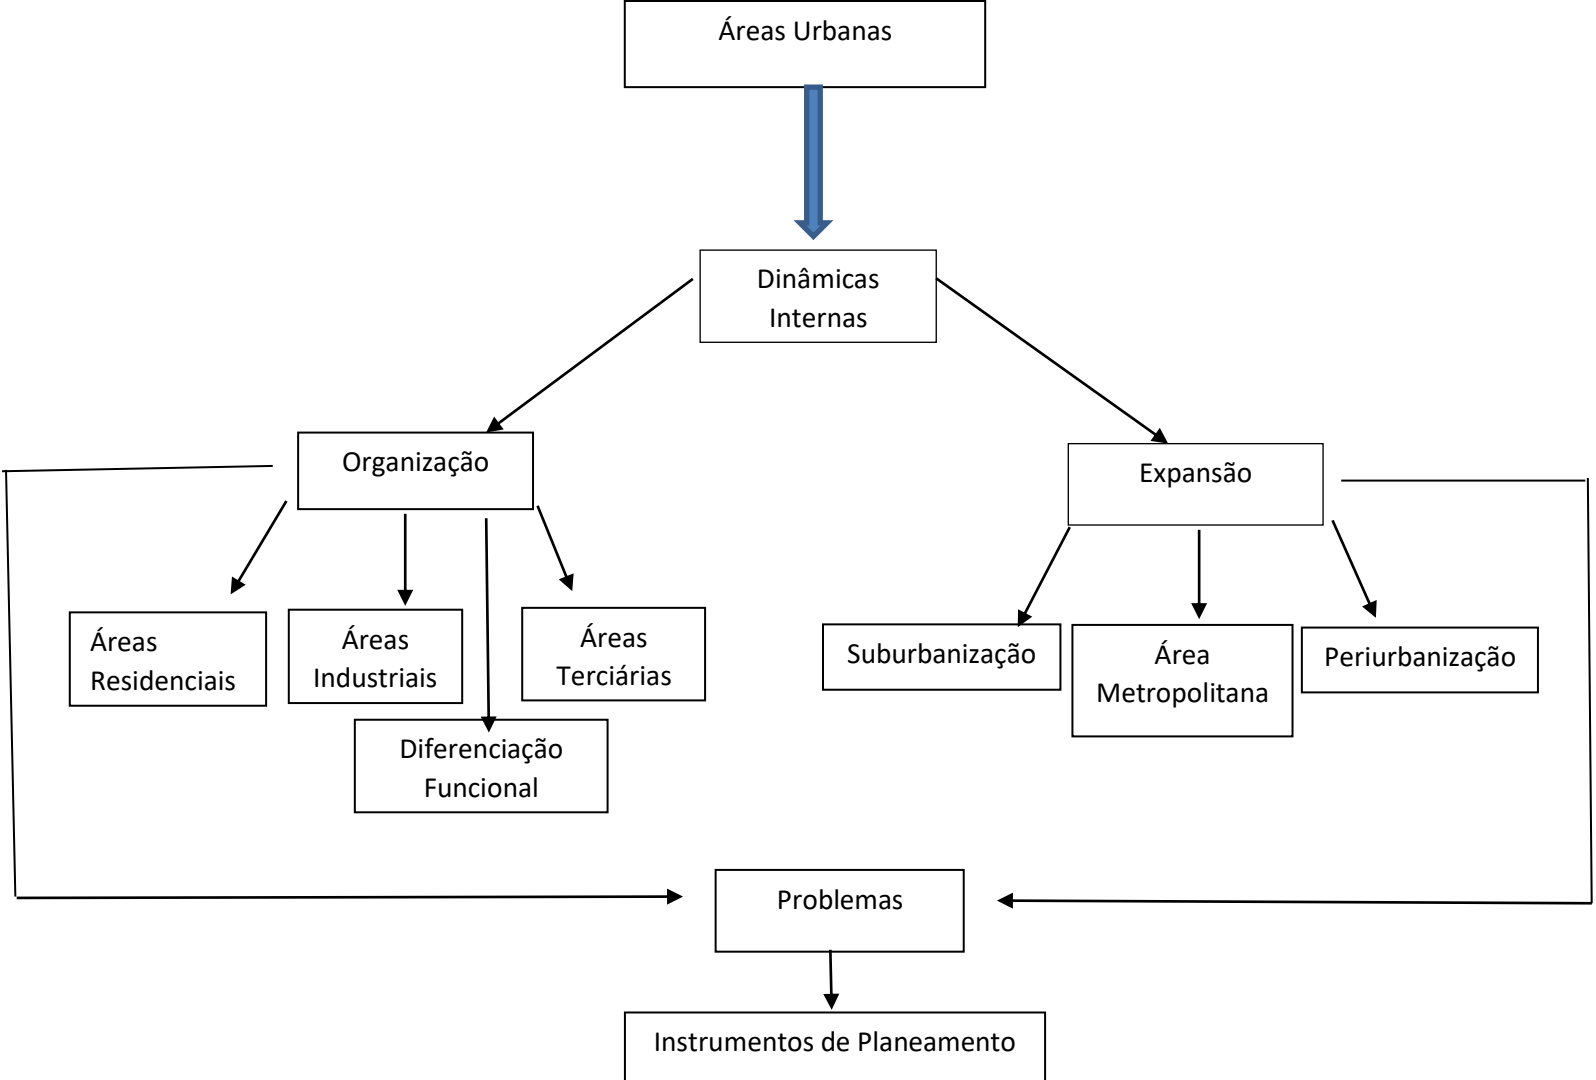 Áreas Urbanas
Dinâmicas
Internas
Organização
Expansão
Áreas
Residenciais
Áreas
Industriais
Áreas
Terciárias
Suburbanização
Área
Metropolitana
Periurbanização
Diferenciação
Funcional
Problemas
Instrumentos de Planeamento